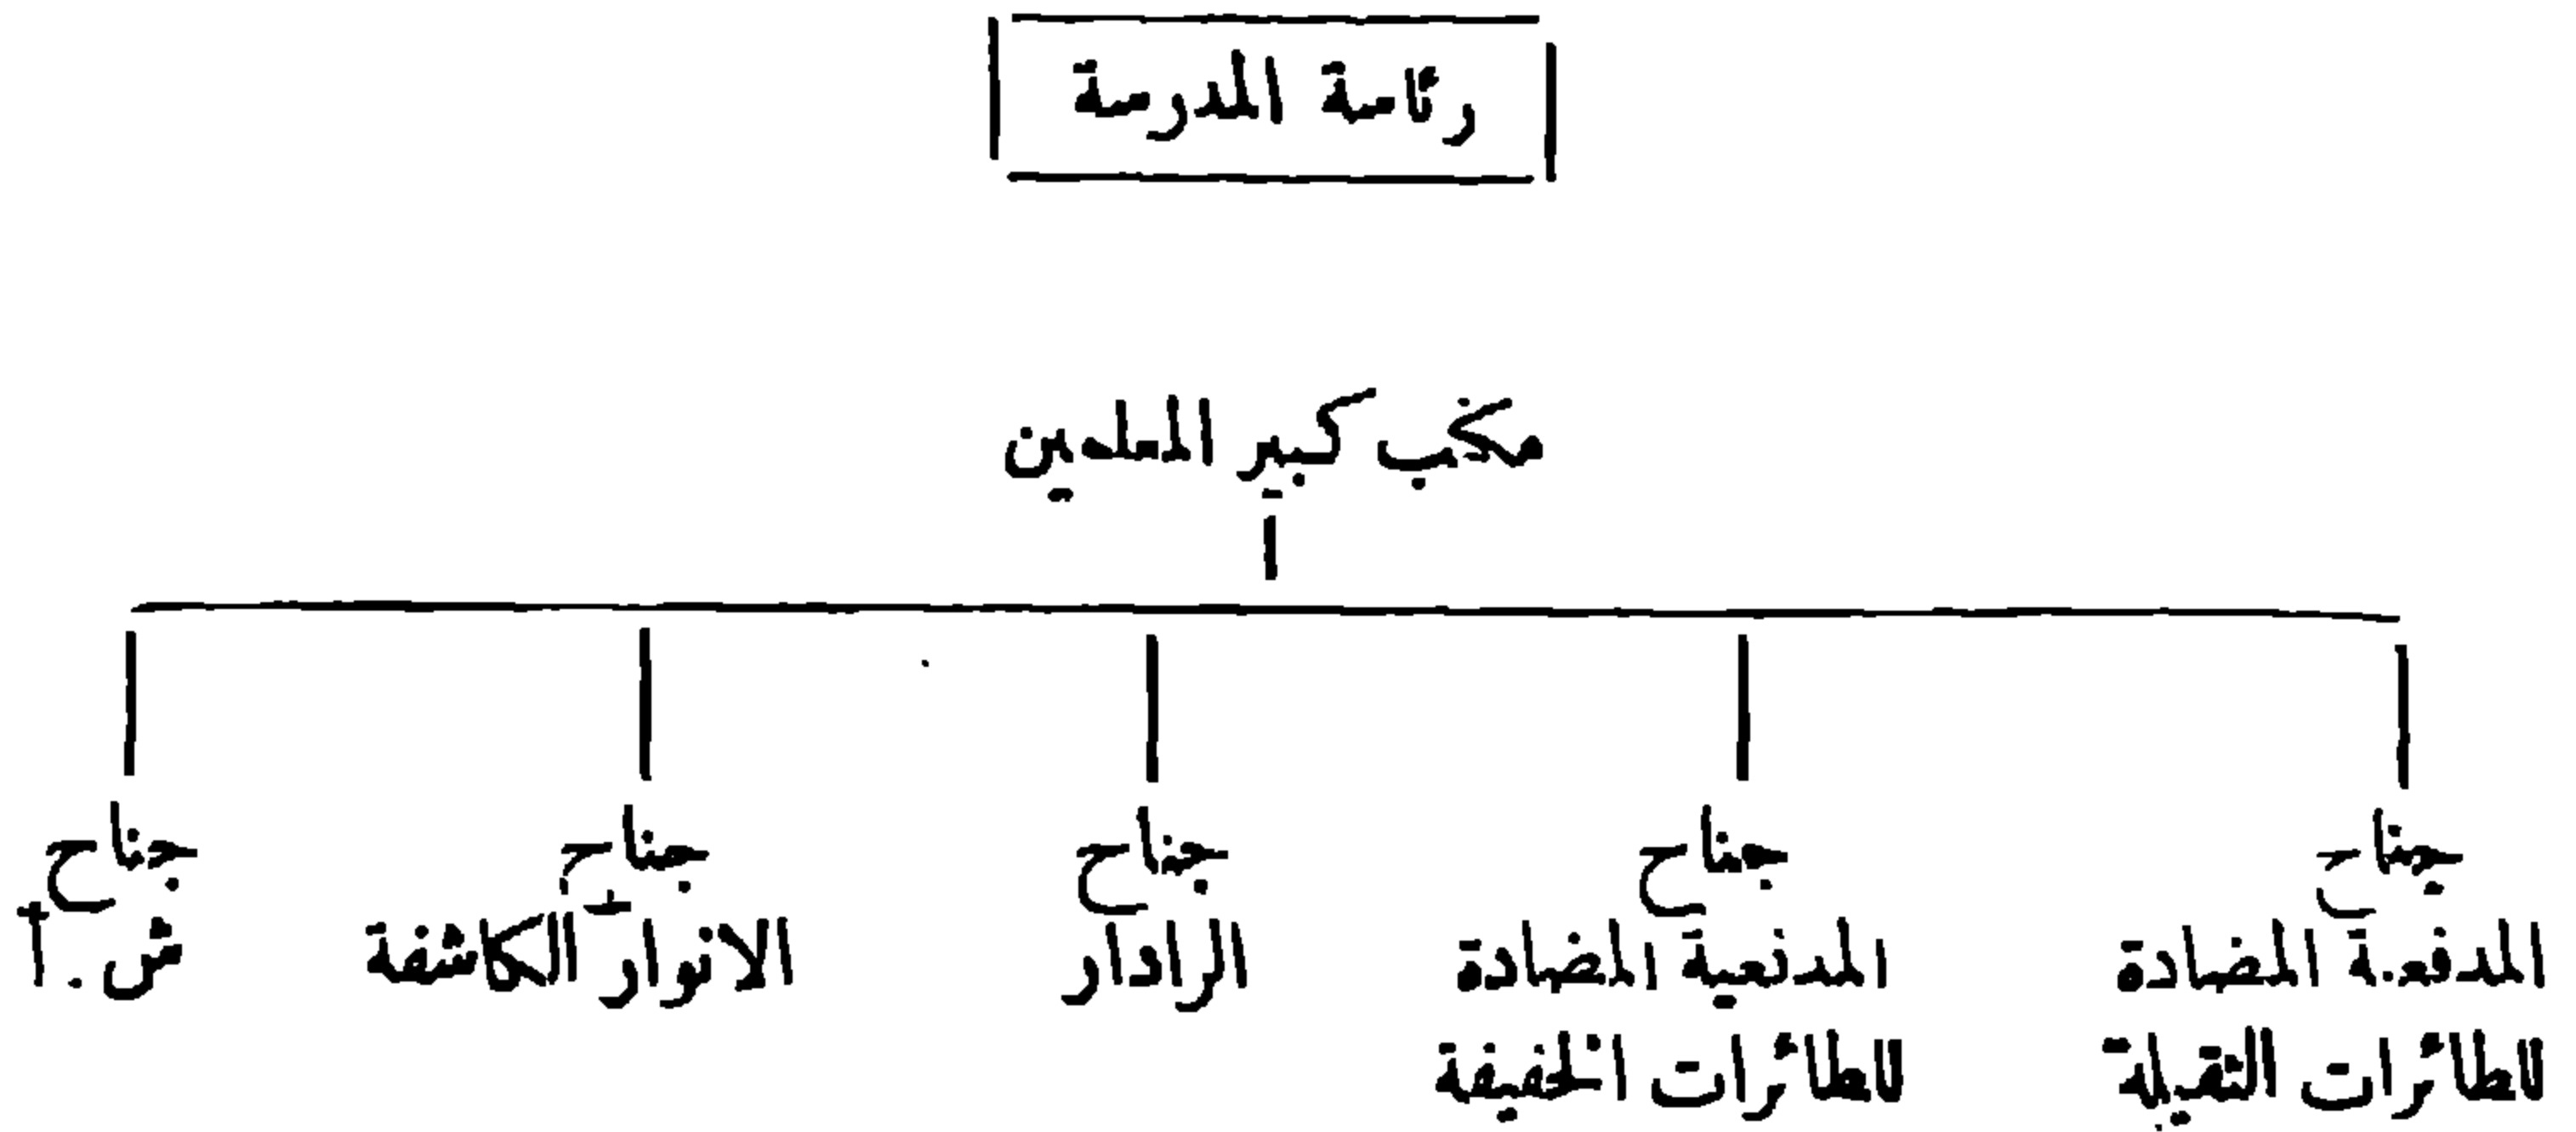 رئاسة المدرسة
مكتب كبير المعلمين
جناح
المدفعية المضادة
للطائرات الثقيلة
جناح
المدفعية المضادة
للطائرات الخفيفة
جناح
الرادار
جناح
الانوار الكاشفة
جناح
ش . آ